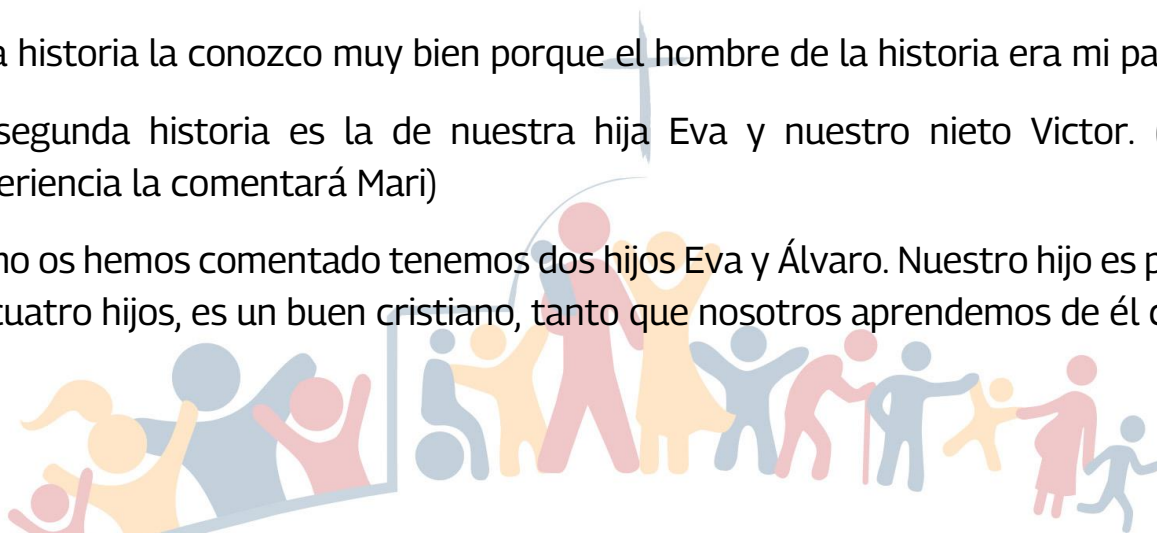 a historia la conozco muy bien porque el hombre de la historia era mi pa
segunda historia es la de nuestra hija Eva y nuestro nieto Victor. (
eriencia la comentará Mari)
no os hemos comentado tenemos dos hijos Eva y Álvaro. Nuestro hijo es p
cuatro hijos, es un buen cristiano, tanto que nosotros aprendemos de él c